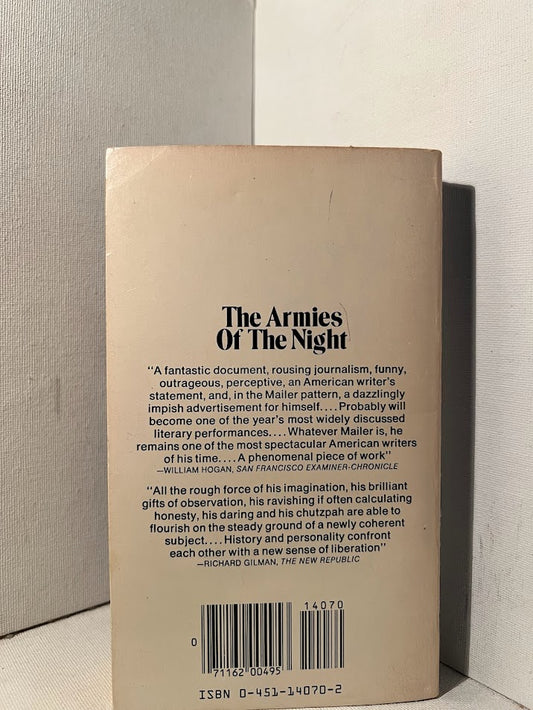 The Armies
Of The Night
"A fantastic document, rousing journalism, funny,
outrageous, perceptive, an American writer's
statement, and, in the Mailer pattern, a dazzlingly
impish advertisement for himself.... Probably will
become one of the year's most widely discussed
literary performances.... Whatever Mailer is, he
remains one of the most spectacular American writers
of his time.... A phenomenal piece of work"
—WILLIAM HOGAN, SAN FRANCISCO EXAMINER-CHRONICLE
"All the rough force of his imagination, his brilliant
gifts of observation, his ravishing if often calculating
honesty, his daring and his chutzpah are able to
flourish on the steady ground of a newly coherent
subject.... History and personality confront
each other with a new sense of liberation"
—RICHARD GILMAN, THE NEW REPUBLIC
14070
0
71162 00495
ISBN 0-451-14070-2